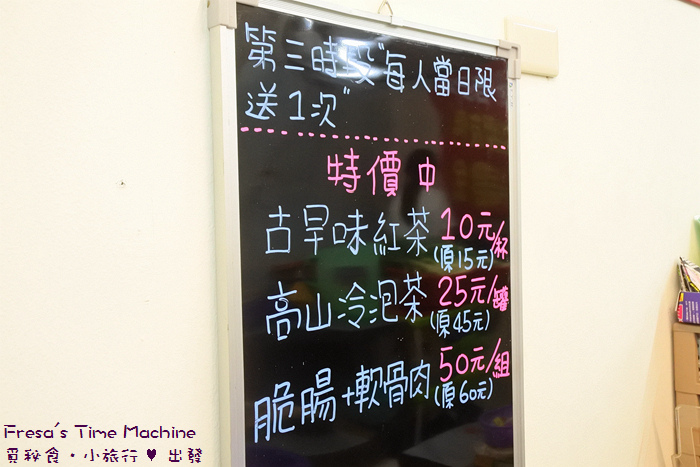 第三時段"每人當日限
送1次"
特價中
古早味紅茶10元/杯
(原15元)
高山冷泡茶25元/罐
(原45元)
脆腸+軟骨肉50元/組
(原60元)
Fresa's Time Machine
覓秘食・小旅行♥出發